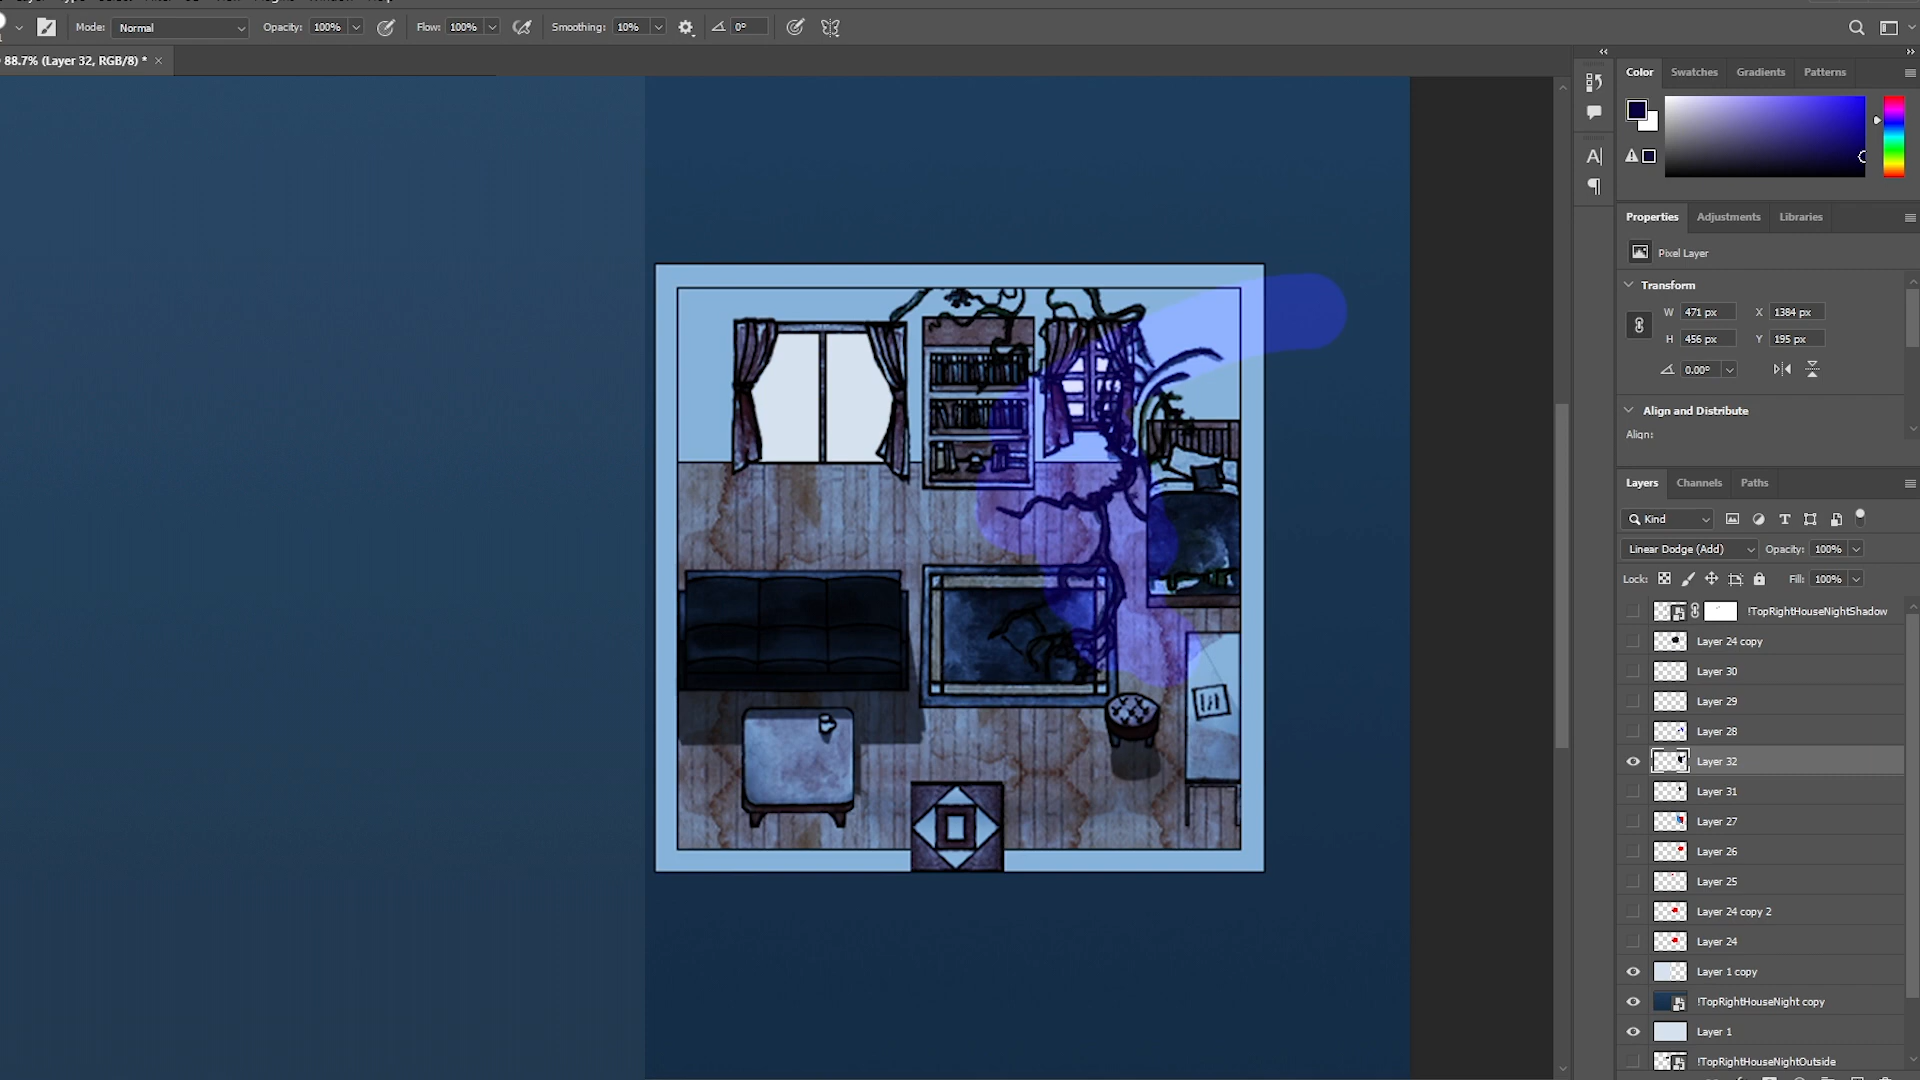 Mode: Normal Opacity: 100% Flow: 100% Smoothing: 10% 0°
88.7% (Layer 32, RGB/8) * ×
Color Swatches Gradients Patterns
Properties Adjustments Libraries
Pixel Layer
Transform
W 471 px X 1384 px
H 456 px Y 195 px
0.00°
Align and Distribute
Align:
Layers Channels Paths
Kind
Linear Dodge (Add) Opacity: 100%
Lock: Fill: 100%
!TopRightHouseNightShadow
Layer 24 copy
Layer 30
Layer 29
Layer 28
Layer 32
Layer 31
Layer 27
Layer 26
Layer 25
Layer 24 copy 2
Layer 24
Layer 1 copy
!TopRightHouseNight copy
Layer 1
!TopRightHouseNightOutside